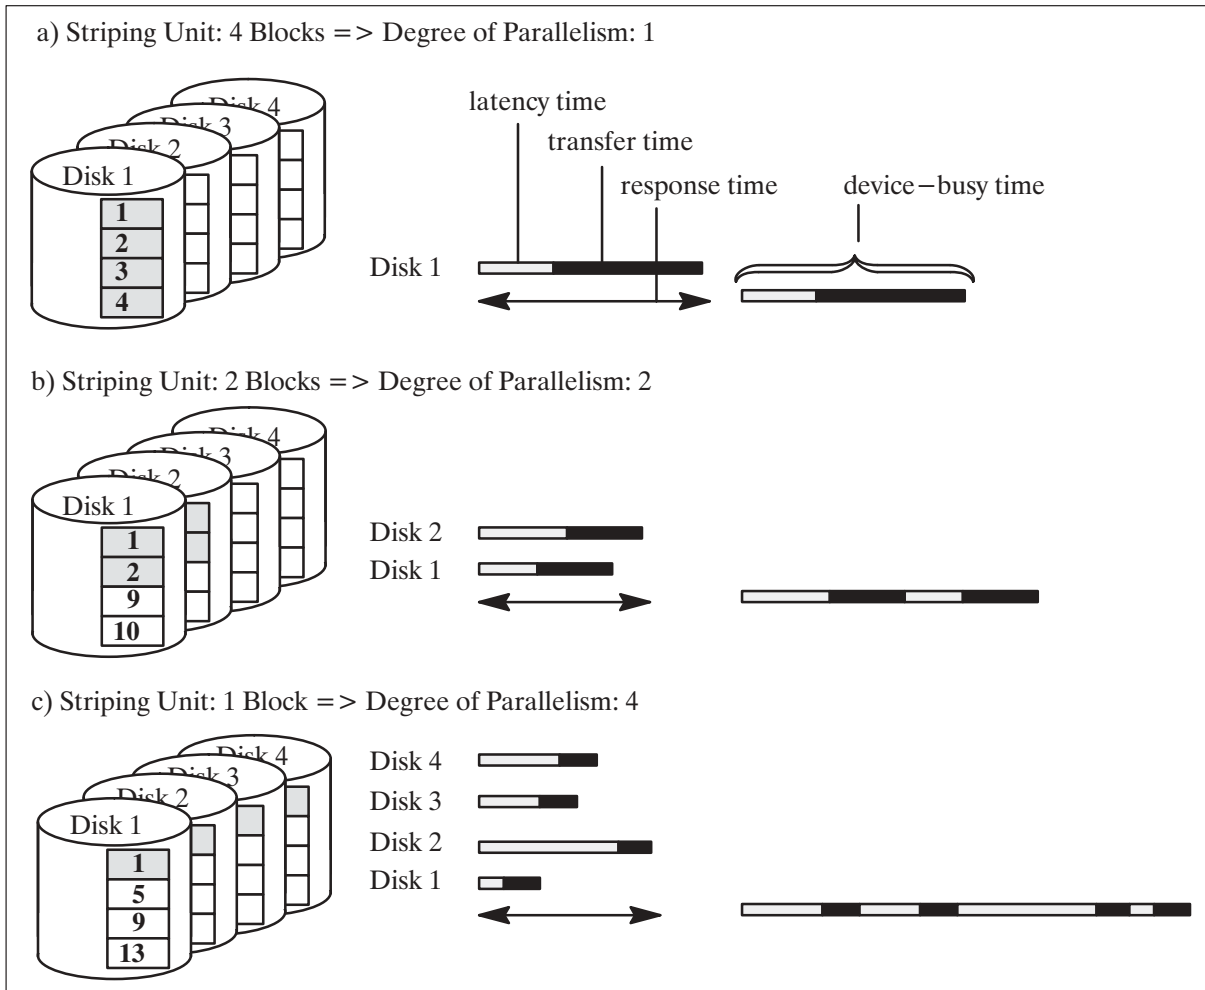 a) Striping Unit: 4 Blocks => Degree of Parallelism: 1
Disk 4
Disk 3
Disk 2
Disk 1
1
2
3
4
latency time
transfer time
response time
device–busy time
Disk 1
b) Striping Unit: 2 Blocks => Degree of Parallelism: 2
Disk 4
Disk 3
Disk 2
Disk 1
1
2
9
10
Disk 2
Disk 1
c) Striping Unit: 1 Block => Degree of Parallelism: 4
Disk 4
Disk 3
Disk 2
Disk 1
1
5
9
13
Disk 4
Disk 3
Disk 2
Disk 1